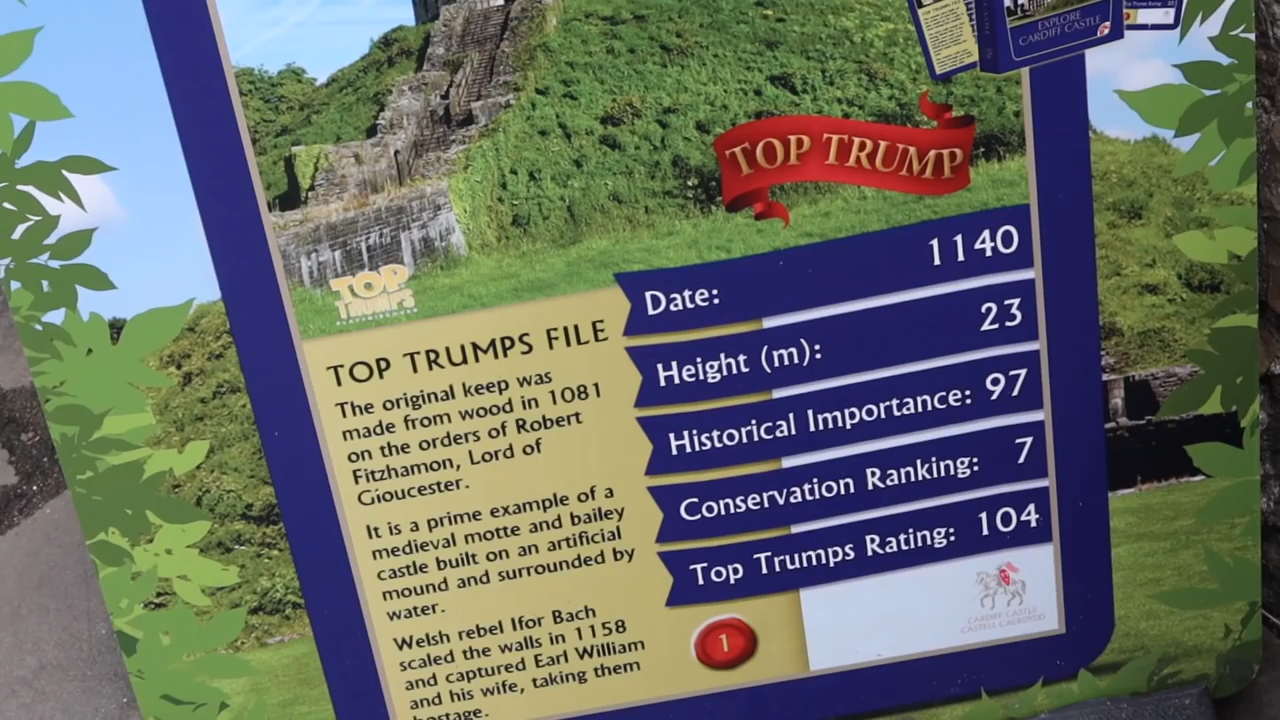 EXPLORE
CARDIFF CASTLE
TOP TRUMP
TOP
TRUMPS
TOP TRUMPS FILE
The original keep was
made from wood in 1081
on the orders of Robert
Fitzhamon, Lord of
Gioucester.
It is a prime example of a
medieval motte and bailey
castle built on an artificial
mound and surrounded by
water.
Welsh rebel Ifor Bach
scaled the walls in 1158
and captured Earl William
and his wife, taking them
hostage.
Date: 1140
Height (m): 23
Historical Importance: 97
Conservation Ranking: 7
Top Trumps Rating: 104
1
CARDIFF CASTLE
CASTELL CAERDYDD